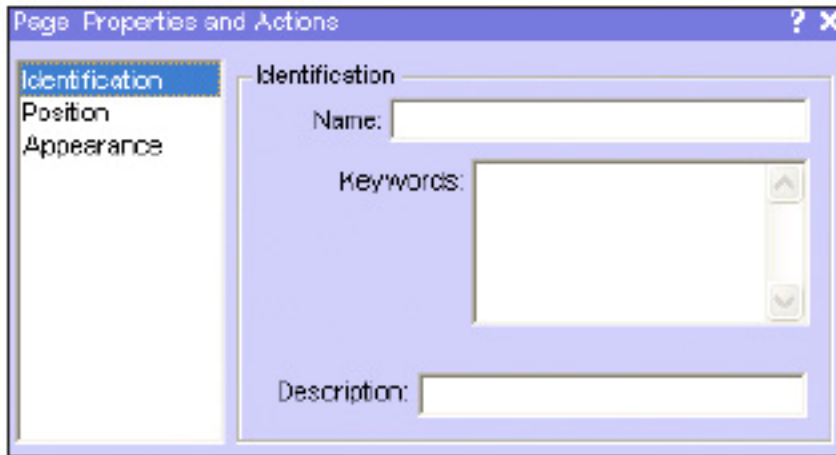 Page Properties and Actions ? X
Identification
Position
Appearance
Identification
Name:
Keywords:
Description: